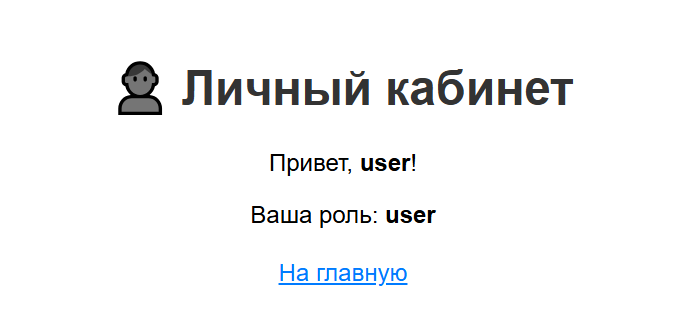 Личный кабинет
Привет, user!
Ваша роль: user
На главную